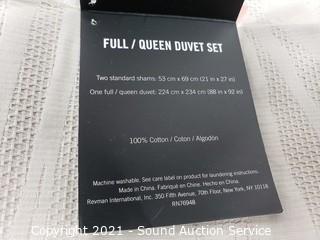 FULL / QUEEN DUVET SET
Two standard shams: 53 cm x 69 cm (21 in x 27 in)
One full / queen duvet: 224 cm x 234 cm (88 in x 92 in)
100% Cotton / Coton / Algodón
Machine washable. See care label on product for laundering instructions.
Made in China. Fabriqué en Chine. Hecho en China.
Revman International, Inc. 350 Fifth Avenue, 70th Floor, New York, NY 10118
RN76948
Copyright 2021 - Sound Auction Service